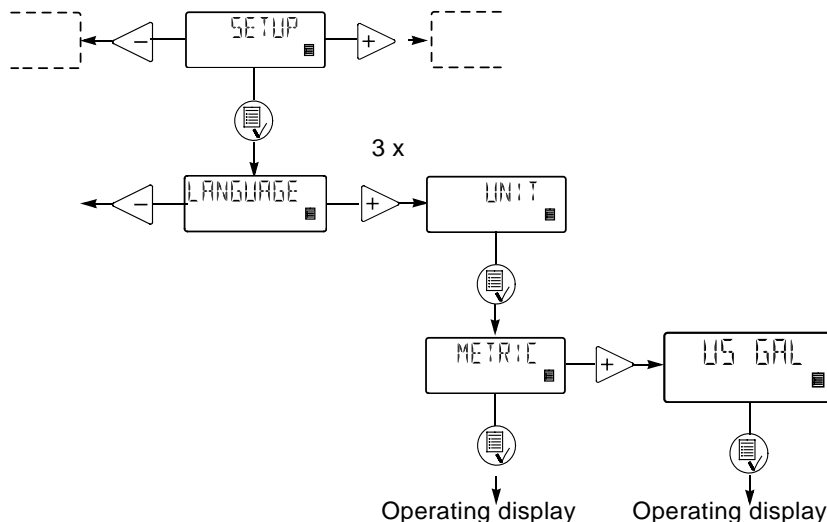 SETUP
3 x
LANGUAGE
UNIT
METRIC
US GAL
Operating display
Operating display